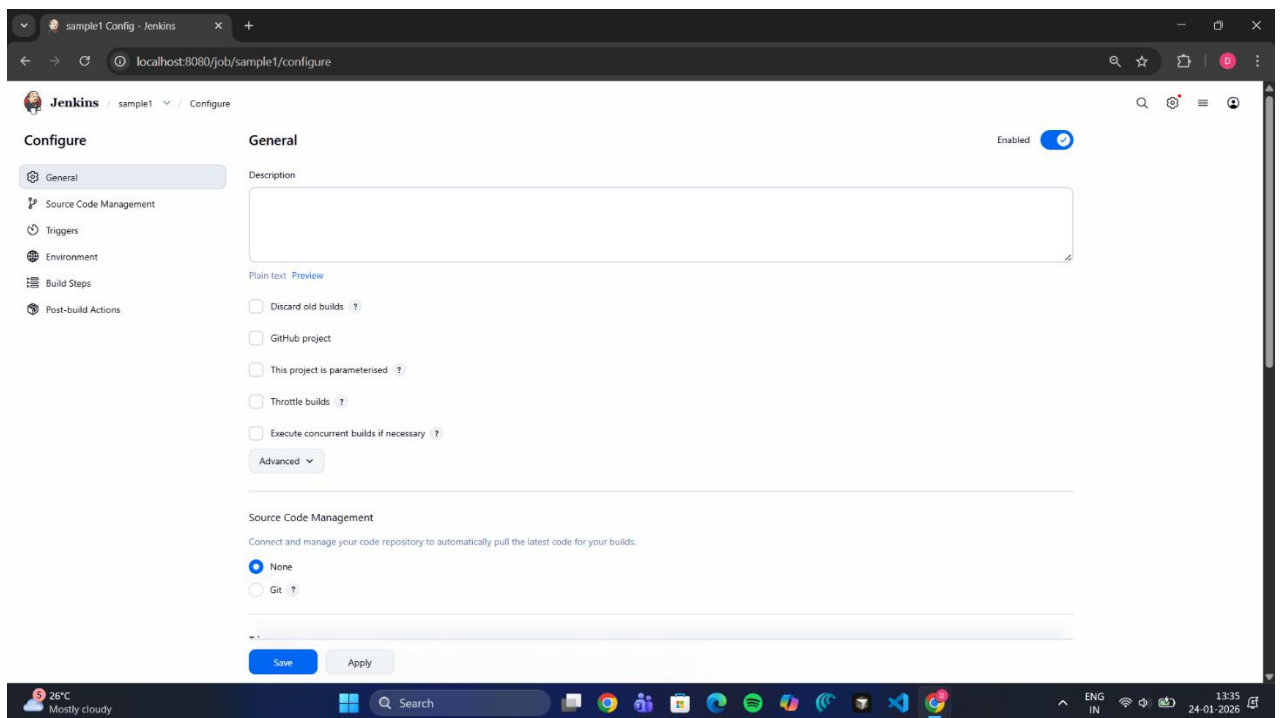 sample1 Config - Jenkins
localhost:8080/job/sample1/configure
D
Jenkins / sample1 / Configure
Configure
General
Source Code Management
Triggers
Environment
Build Steps
Post-build Actions
General
Enabled
Description
Plain text Preview
Discard old builds ?
GitHub project
This project is parameterised ?
Throttle builds ?
Execute concurrent builds if necessary ?
Advanced
Source Code Management
Connect and manage your code repository to automatically pull the latest code for your builds.
None
Git ?
Save
Apply
5
26°C
Mostly cloudy
Search
ENG
IN
13:35
24-01-2026